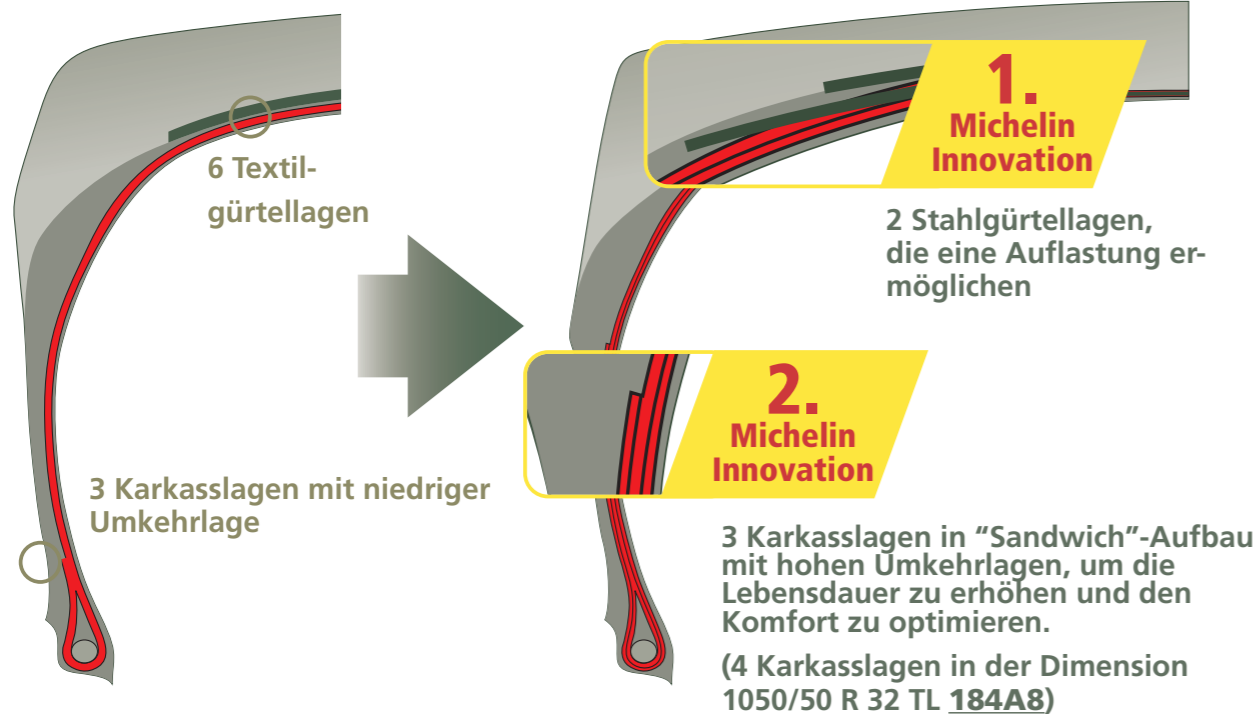 6 Textil-
gürtellagen
3 Karkasslagen mit niedriger
Umkehrlage
1.
Michelin
Innovation
2 Stahlgürtellagen,
die eine Auflastung er-
möglichen
2.
Michelin
Innovation
3 Karkasslagen in “Sandwich”-Aufbau
mit hohen Umkehrlagen, um die
Lebensdauer zu erhöhen und den
Komfort zu optimieren.
(4 Karkasslagen in der Dimension
1050/50 R 32 TL 184A8)